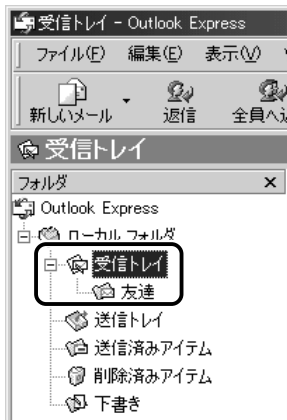 受信トレイ - Outlook Express
ファイル(F) 編集(E) 表示(V)
新しいメール 返信 全員へ
受信トレイ
フォルダ ×
Outlook Express
ローカル フォルダ
受信トレイ
友達
送信トレイ
送信済みアイテム
削除済みアイテム
下書き